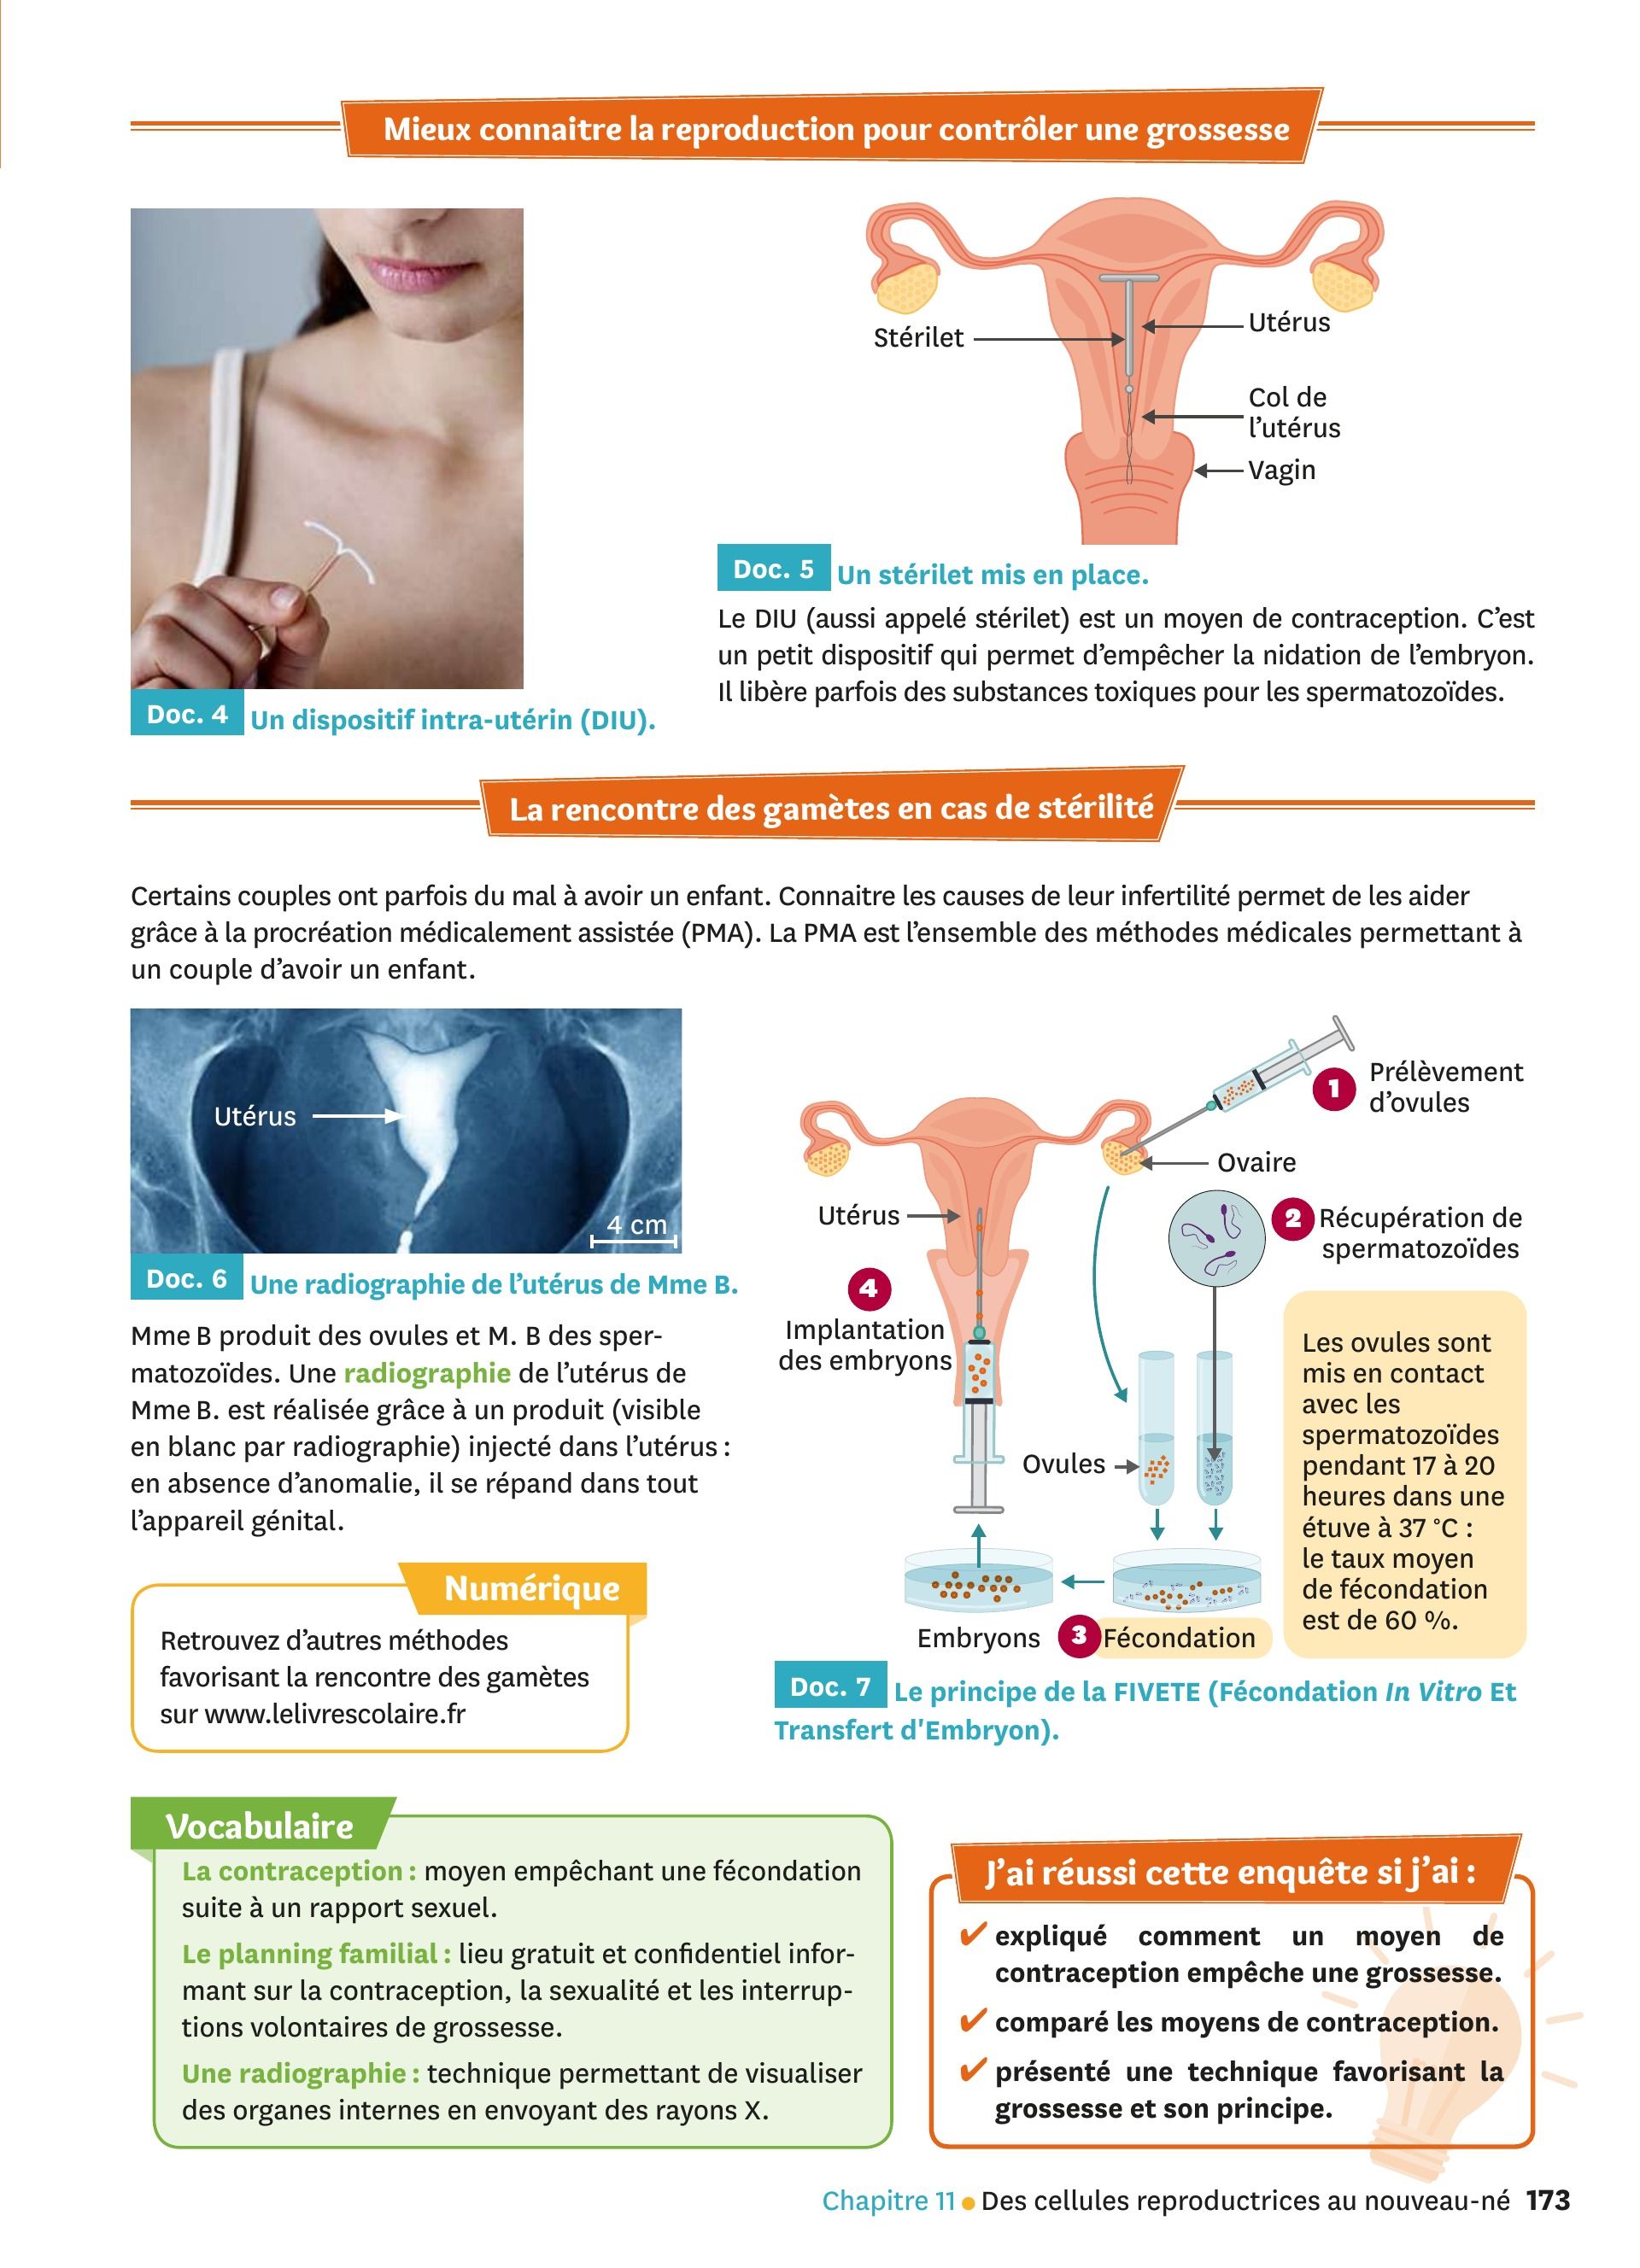 Mieux connaitre la reproduction pour contrôler une grossesse
Stérilet
Utérus
Col de
l’utérus
Vagin
Doc. 4 Un dispositif intra-utérin (DIU).
Doc. 5 Un stérilet mis en place.
Le DIU (aussi appelé stérilet) est un moyen de contraception. C’est
un petit dispositif qui permet d’empêcher la nidation de l’embryon.
Il libère parfois des substances toxiques pour les spermatozoïdes.
La rencontre des gamètes en cas de stérilité
Certains couples ont parfois du mal à avoir un enfant. Connaitre les causes de leur infertilité permet de les aider
grâce à la procréation médicalement assistée (PMA). La PMA est l’ensemble des méthodes médicales permettant à
un couple d’avoir un enfant.
Utérus
4 cm
Doc. 6 Une radiographie de l’utérus de Mme B.
Mme B produit des ovules et M. B des sper-
matozoïdes. Une radiographie de l’utérus de
Mme B. est réalisée grâce à un produit (visible
en blanc par radiographie) injecté dans l’utérus :
en absence d’anomalie, il se répand dans tout
l’appareil génital.
Numérique
Retrouvez d’autres méthodes
favorisant la rencontre des gamètes
sur www.lelivrescolaire.fr
1 Prélèvement
d’ovules
Ovaire
Utérus
2 Récupération de
spermatozoïdes
4
Implantation
des embryons
Ovules
Les ovules sont
mis en contact
avec les
spermatozoïdes
pendant 17 à 20
heures dans une
étuve à 37 °C :
le taux moyen
de fécondation
est de 60 %.
Embryons
3 Fécondation
Doc. 7 Le principe de la FIVETE (Fécondation In Vitro Et
Transfert d'Embryon).
Vocabulaire
La contraception : moyen empêchant une fécondation
suite à un rapport sexuel.
Le planning familial : lieu gratuit et confidentiel infor-
mant sur la contraception, la sexualité et les interrup-
tions volontaires de grossesse.
Une radiographie : technique permettant de visualiser
des organes internes en envoyant des rayons X.
J’ai réussi cette enquête si j’ai :
✔ expliqué comment un moyen de
contraception empêche une grossesse.
✔ comparé les moyens de contraception.
✔ présenté une technique favorisant la
grossesse et son principe.
Chapitre 11 • Des cellules reproductrices au nouveau-né 173